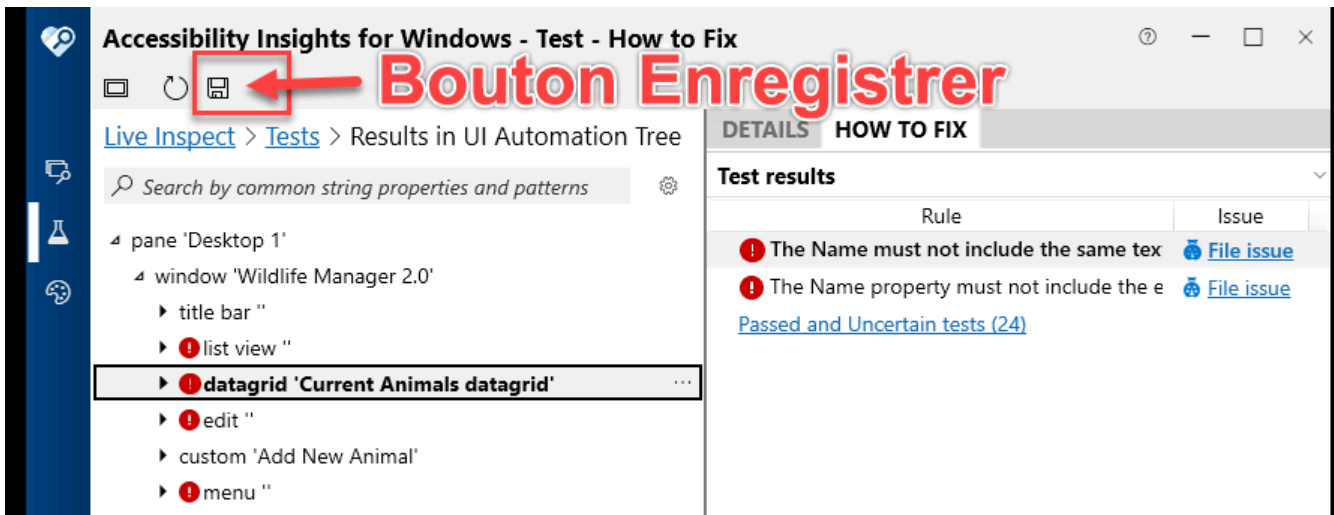 Accessibility Insights for Windows - Test - How to Fix
Bouton Enregistrer
Live Inspect > Tests > Results in UI Automation Tree
Search by common string properties and patterns
pane 'Desktop 1'
window 'Wildlife Manager 2.0'
title bar ''
list view ''
datagrid 'Current Animals datagrid' ...
edit ''
custom 'Add New Animal'
menu ''
DETAILS HOW TO FIX
Test results
Rule Issue
The Name must not include the same tex File issue
The Name property must not include the e File issue
Passed and Uncertain tests (24)